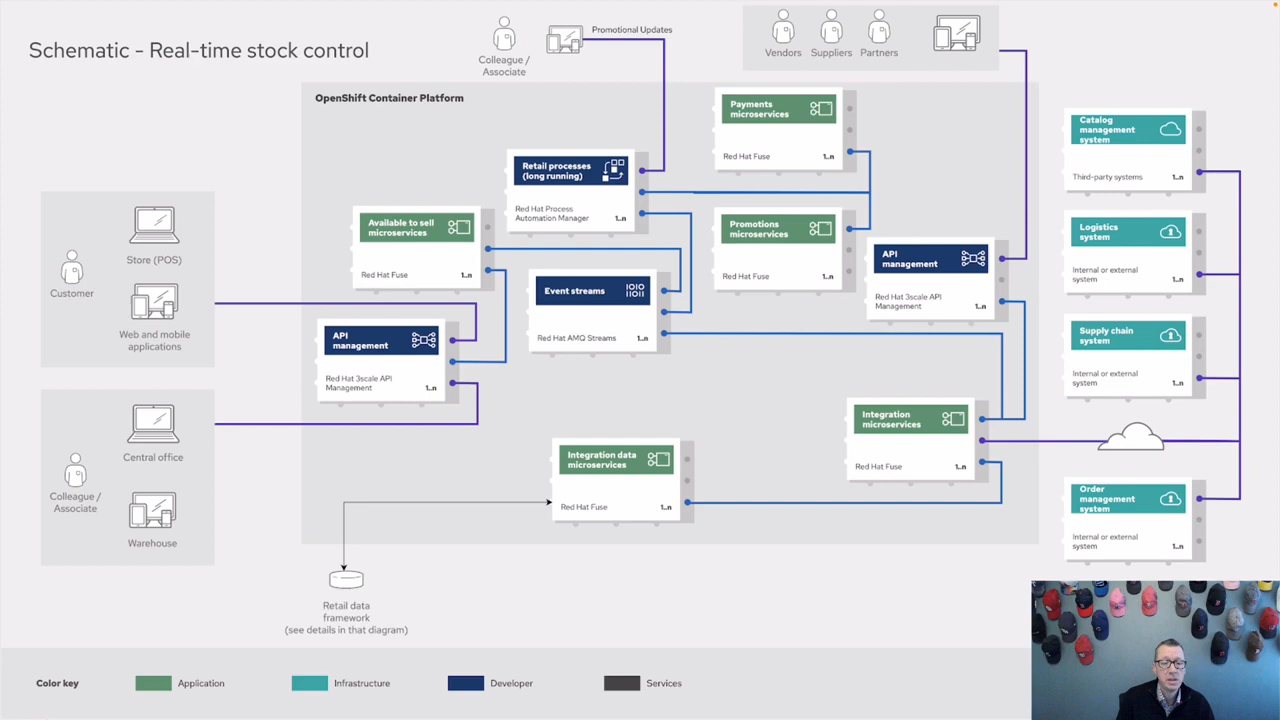 Schematic - Real-time stock control
Colleague /
Associate
Promotional Updates
Vendors
Suppliers
Partners
OpenShift Container Platform
Payments
microservices
Red Hat Fuse
1..n
Catalog
management
system
Third-party systems
1..n
Retail processes
(long running)
Red Hat Process
Automation Manager
1..n
Available to sell
microservices
Red Hat Fuse
1..n
Promotions
microservices
Red Hat Fuse
1..n
Logistics
system
Internal or external
system
1..n
API
management
Red Hat 3scale API
Management
1..n
Store (POS)
Customer
Web and mobile
applications
Event streams
IOIO
IIOII
Red Hat AMQ Streams
1..n
API
management
Red Hat 3scale API
Management
1..n
Supply chain
system
Internal or external
system
1..n
Central office
Colleague /
Associate
Warehouse
Integration
microservices
Red Hat Fuse
1..n
Integration data
microservices
Red Hat Fuse
1..n
Order
management
system
Internal or external
system
1..n
Retail data
framework
(see details in that diagram)
Color key
Application
Infrastructure
Developer
Services